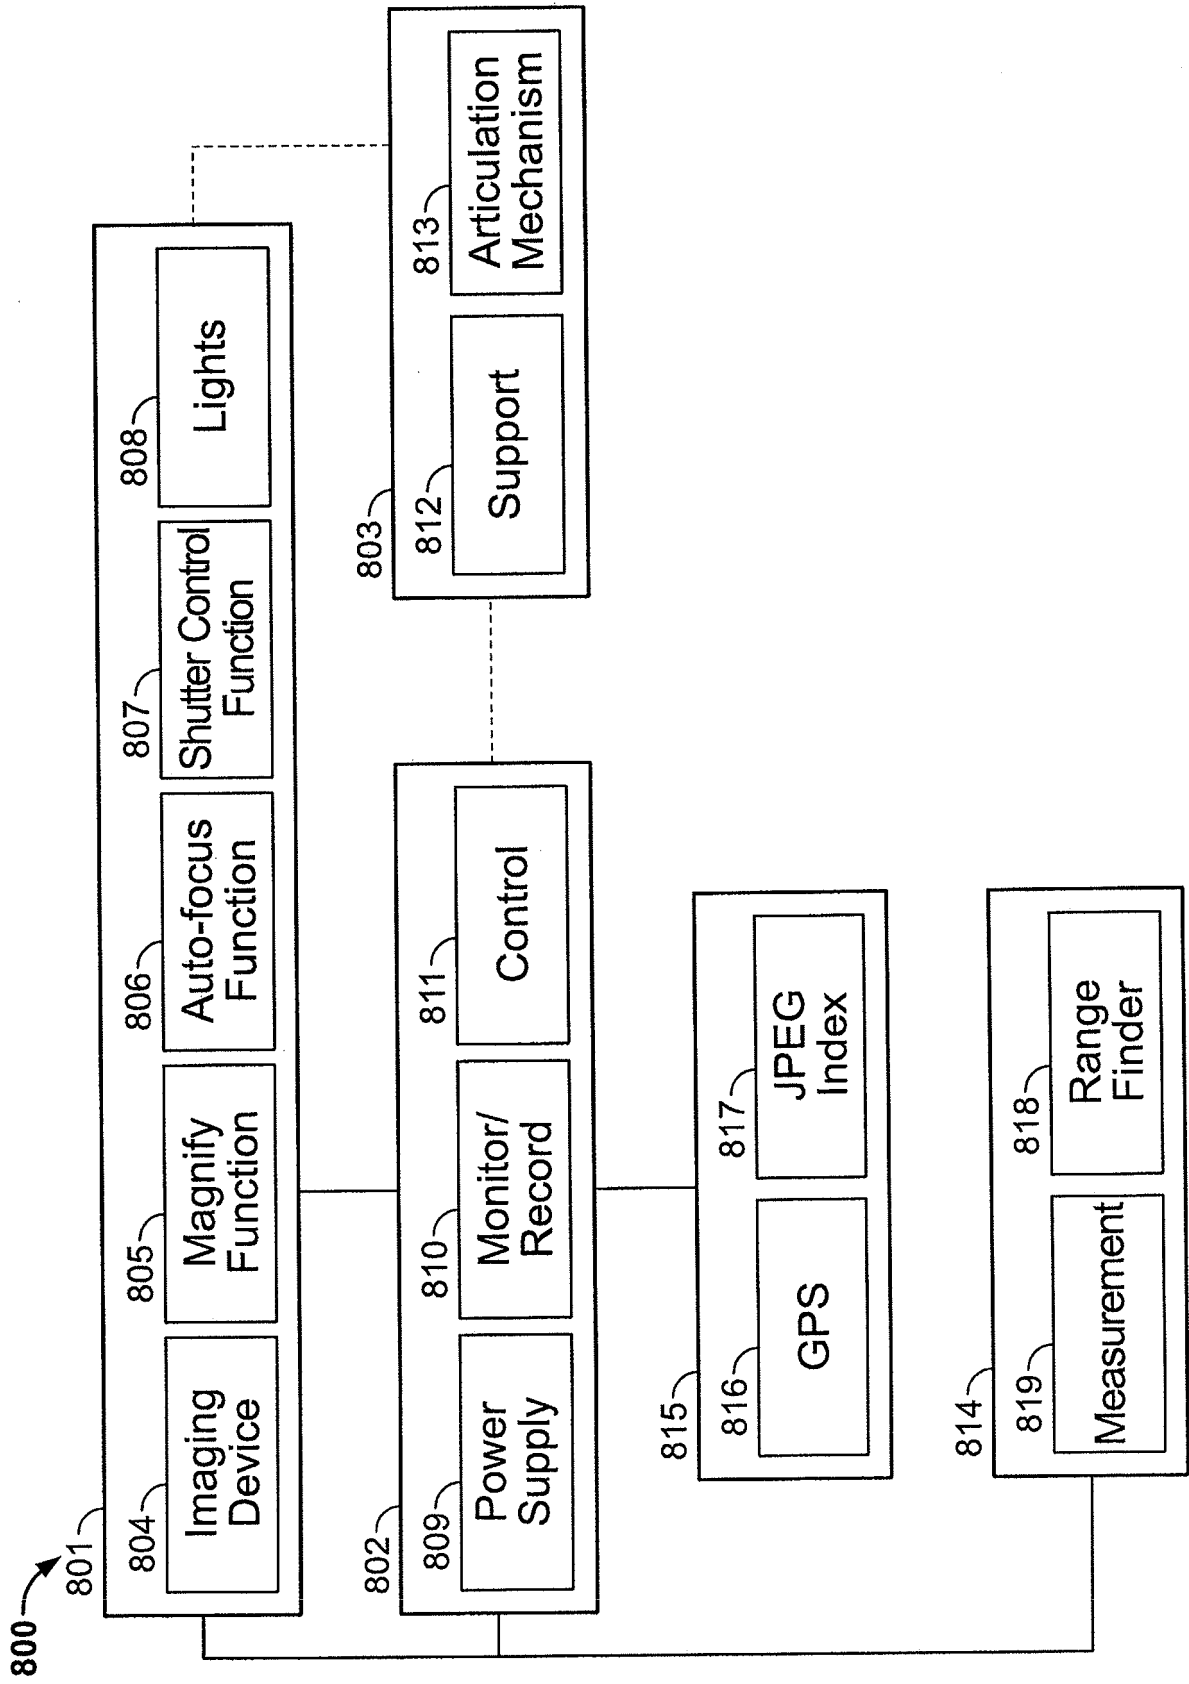 800
801
804
Imaging
Device
805
Magnify
Function
806
Auto-focus
Function
807
Shutter Control
Function
808
Lights
802
809
Power
Supply
810
Monitor/
Record
811
Control
803
812
Support
813
Articulation
Mechanism
815
816
GPS
817
JPEG
Index
814
819
Measurement
818
Range
Finder